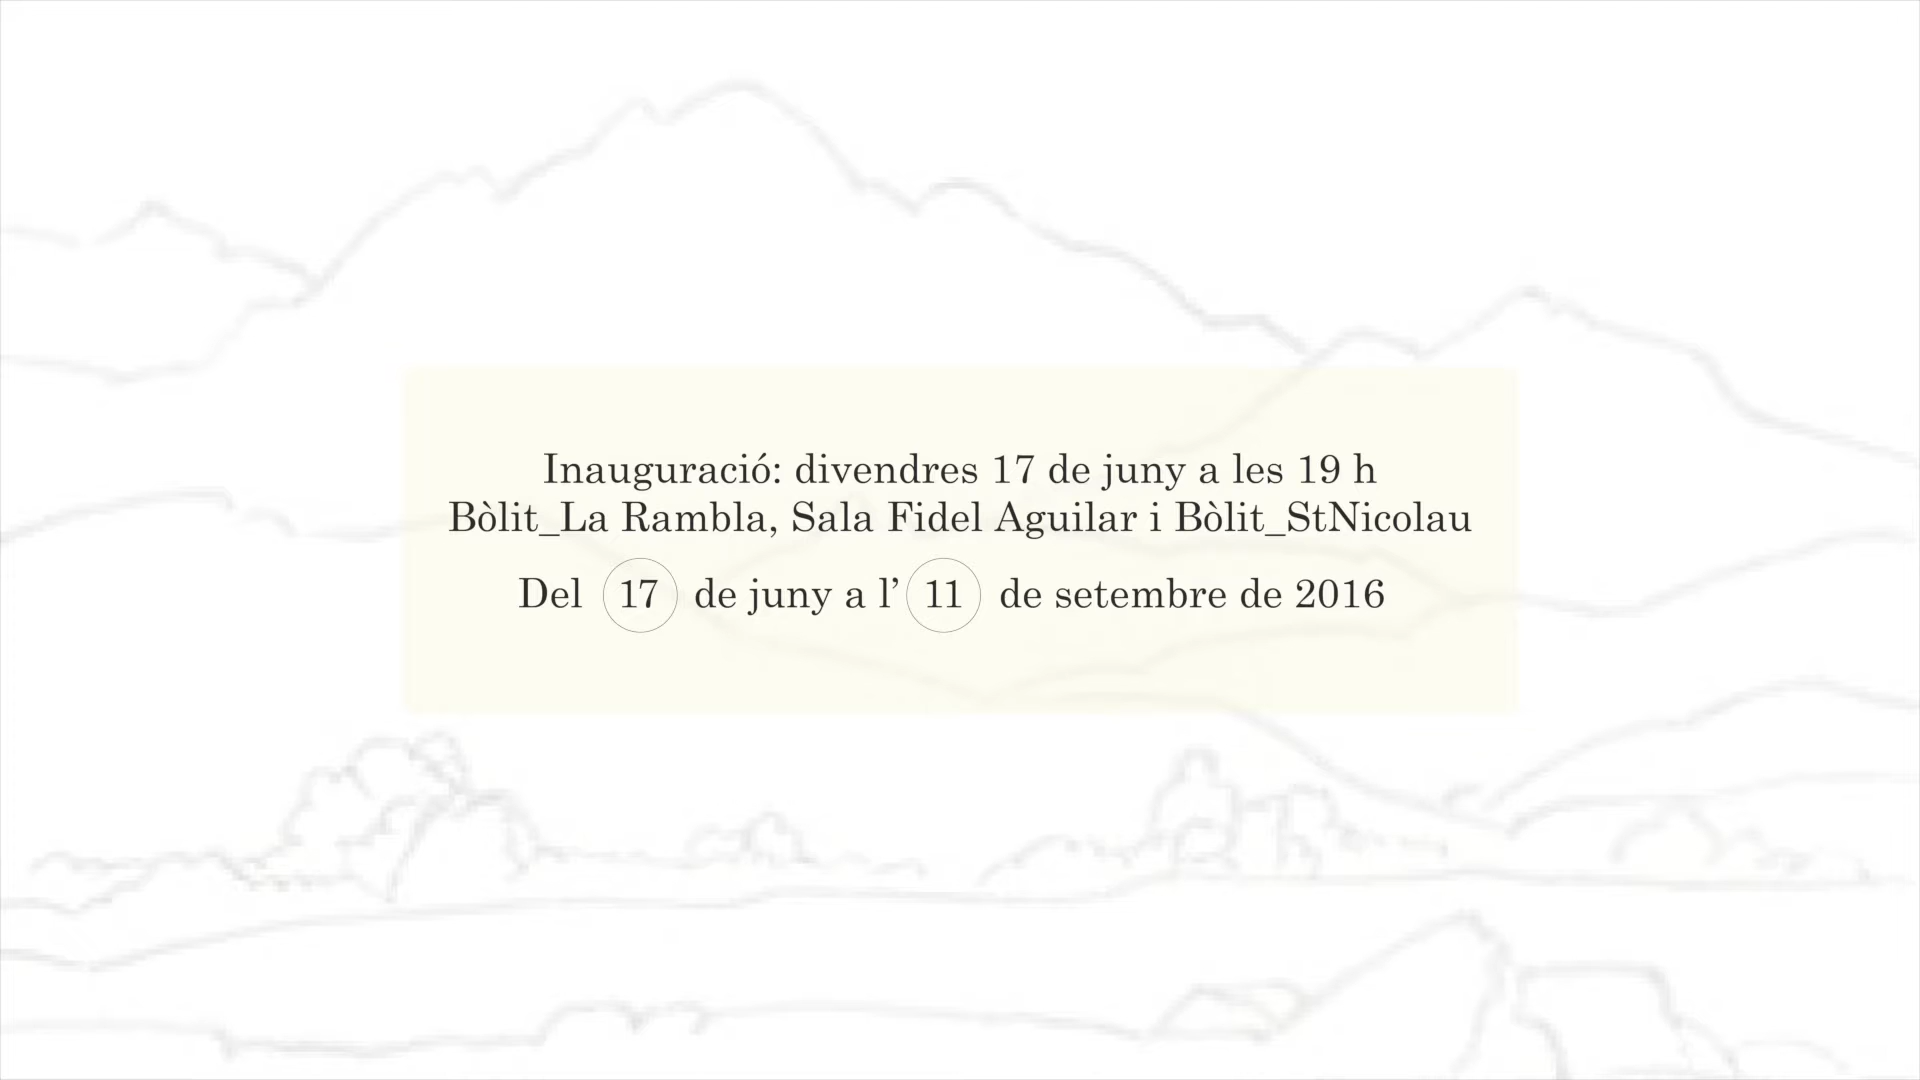 Inauguració: divendres 17 de juny a les 19 h
Bòlit_La Rambla, Sala Fidel Aguilar i Bòlit_StNicolau
Del 17 de juny a l’ 11 de setembre de 2016